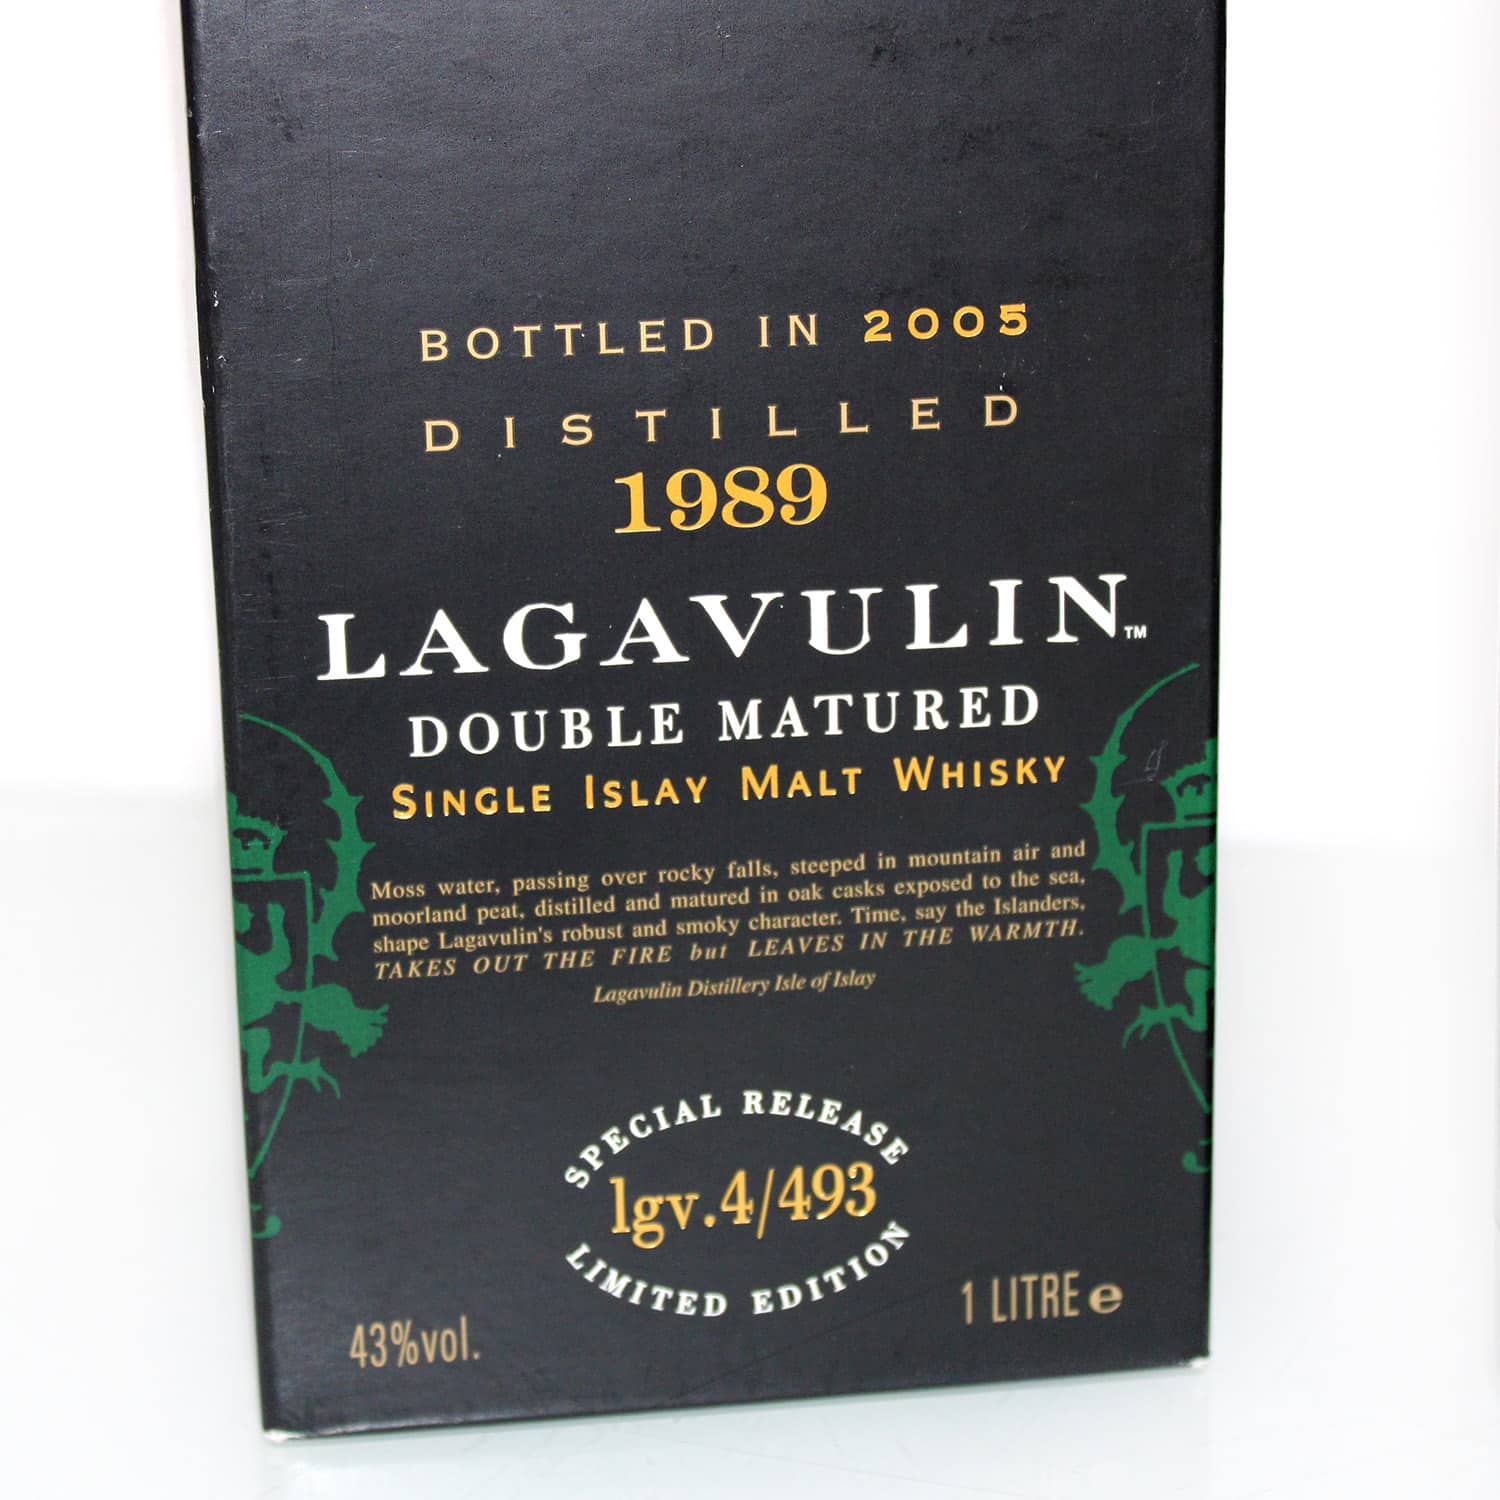 BOTTLED IN 2005
DISTILLED
1989
LAGAVULIN™
DOUBLE MATURED
SINGLE ISLAY MALT WHISKY
Moss water, passing over rocky falls, steeped in mountain air and
moorland peat, distilled and matured in oak casks exposed to the sea,
shape Lagavulin's robust and smoky character. Time, say the Islanders,
TAKES OUT THE FIRE but LEAVES IN THE WARMTH.
Lagavulin Distillery Isle of Islay
SPECIAL RELEASE
lgv.4/493
LIMITED EDITION
43%vol.
1 LITRE ℮